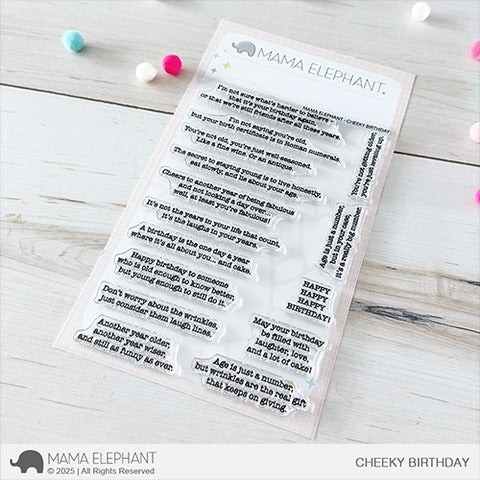 MAMA ELEPHANT.
MAMA ELEPHANT - CHEEKY BIRTHDAY
I'm not sure what's harder to believe -
that it's your birthday again,
or that we're still friends after all these years.
I'm not saying you're old,
but your birth certificate is in Roman numerals.
You're not old, you're just well seasoned.
Like a fine wine. Or an antique.
The secret to staying young is to live honestly,
eat slowly, and lie about your age.
Cheers to another year of being fabulous
and not looking a day over...
well, at least you're fabulous!
It's not the years in your life that count,
it's the laughs in your years.
A birthday is the one day a year
where it's all about you... and cake.
Happy birthday to someone
who is old enough to know better,
but young enough to still do it.
Don't worry about the wrinkles,
just consider them laugh lines.
Another year older,
another year wiser,
and still as funny as ever.
You're not getting older,
you're just
Age is just a number,
but in your case,
it's a really big number.
HAPPY
HAPPY
HAPPY
BIRTHDAY!
May your birthday
be filled with
laughter, love,
and a lot of cake!
Age is just a number,
but wrinkles are the real gift
that keeps on giving.
MAMA ELEPHANT
© 2025 | All Rights Reserved
CHEEKY BIRTHDAY